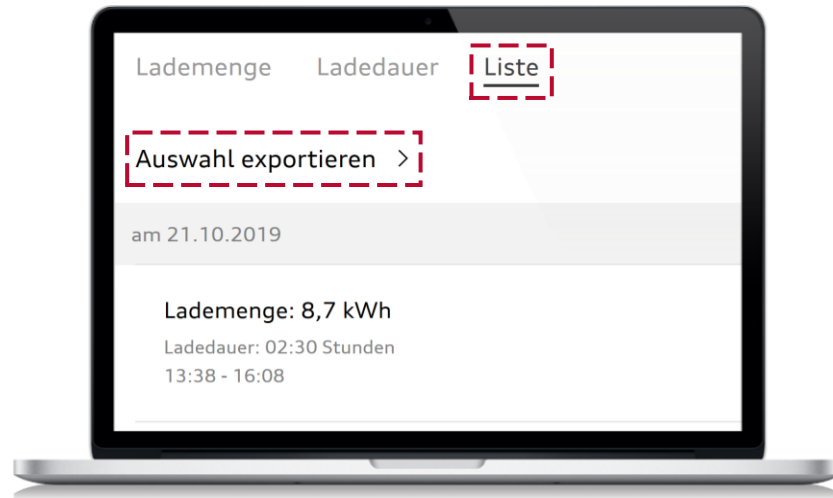 Lademenge Ladedauer Liste
Auswahl exportieren >
am 21.10.2019
Lademenge: 8,7 kWh
Ladedauer: 02:30 Stunden
13:38 - 16:08